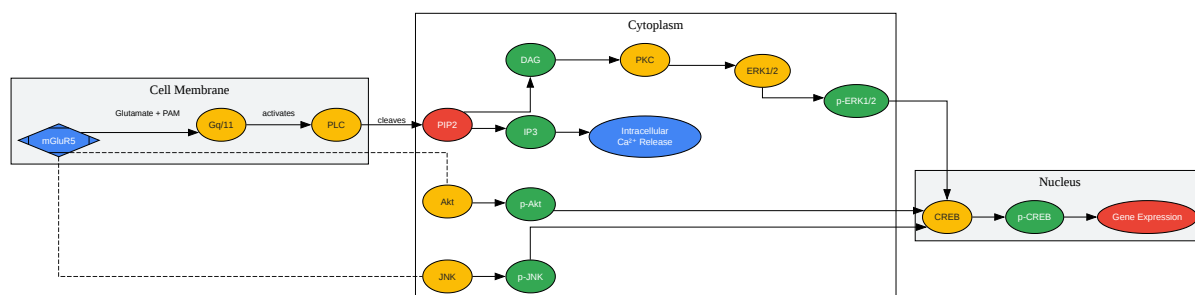 Cytoplasm
DAG
PKC
ERK1/2
Cell Membrane
p-ERK1/2
Glutamate + PAM
activates
cleaves
Gq/11
PLC
PIP2
IP3
Intracellular
Ca²⁺ Release
mGluR5
Nucleus
Akt
p-Akt
CREB
p-CREB
Gene Expression
JNK
p-JNK